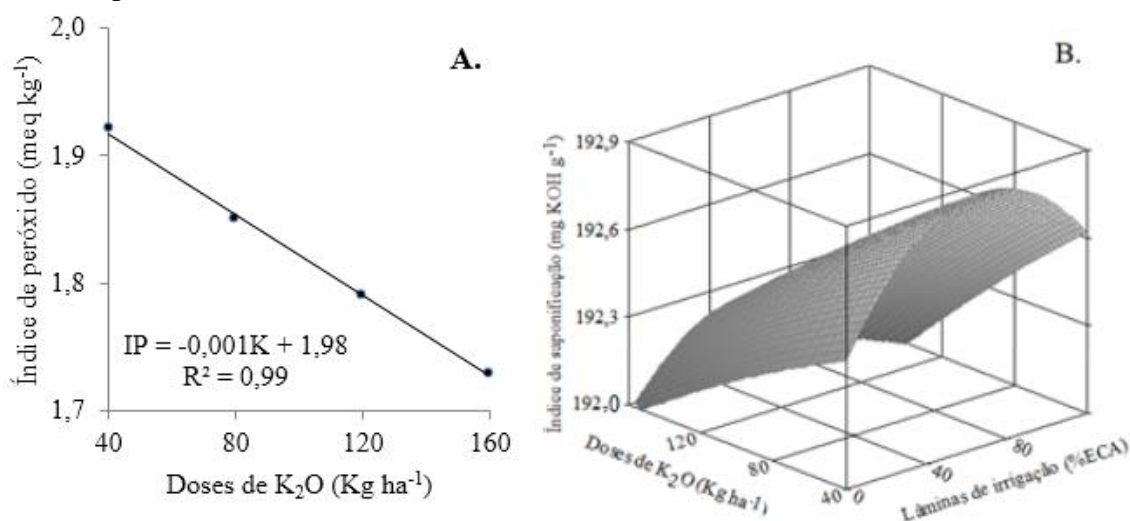 2,0
A.
1,9
1,8
1,7
Índice de peróxido (meq kg-1)
IP = -0,001K + 1,98
R² = 0,99
40 80 120 160
Doses de K2O (Kg ha-1)
B.
192,9
192,6
192,3
192,0
Índice de saponificação (mg KOH g-1)
120
80
40
Doses de K2O (Kg ha-1)
0
40
80
Lâminas de irrigação (%ECA)